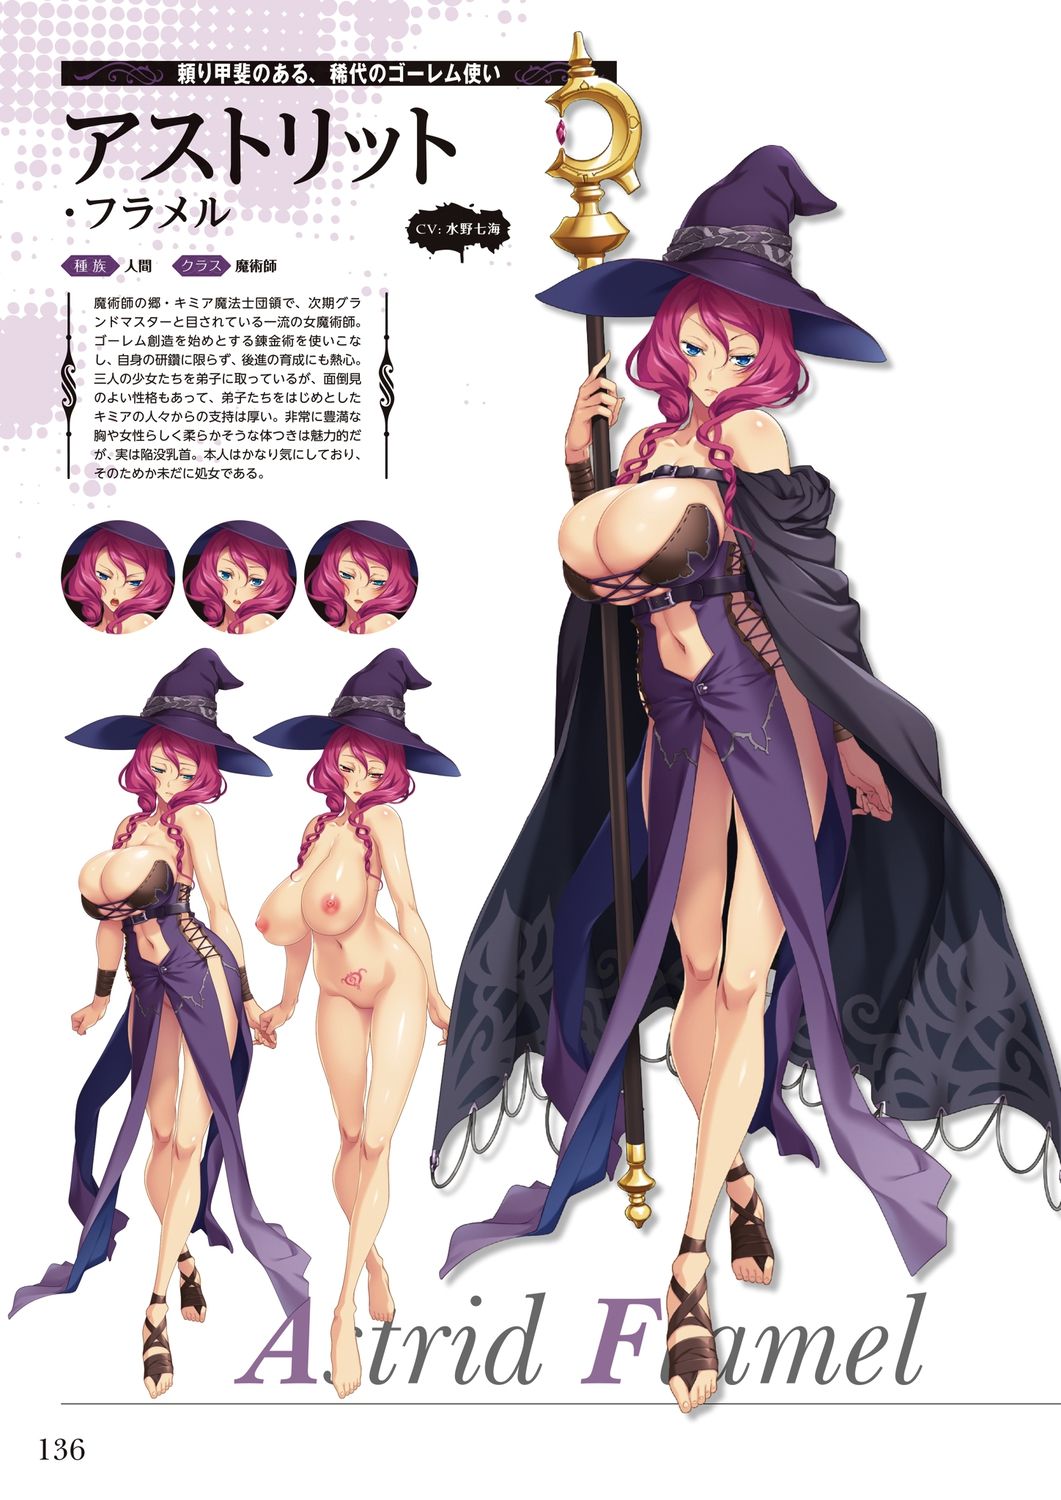 頼り甲斐のある、稀代のゴーレム使い
アストリット
・フラメル
CV: 水野七海
種族 人間 クラス 魔術師
魔術師の郷・キミア魔法士団領で、次期グラ
ンドマスターと目されている一流の女魔術師。
ゴーレム創造を始めとする錬金術を使いこな
し、自身の研鑽に限らず、後進の育成にも熱心。
三人の少女たちを弟子に取っているが、面倒見
のよい性格もあって、弟子たちをはじめとした
キミアの人々からの支持は厚い。非常に豊満な
胸や女性らしく柔らかそうな体つきは魅力的だ
が、実は陥没乳首。本人はかなり気にしており、
そのためか未だに処女である。
Astrid Flamel
136